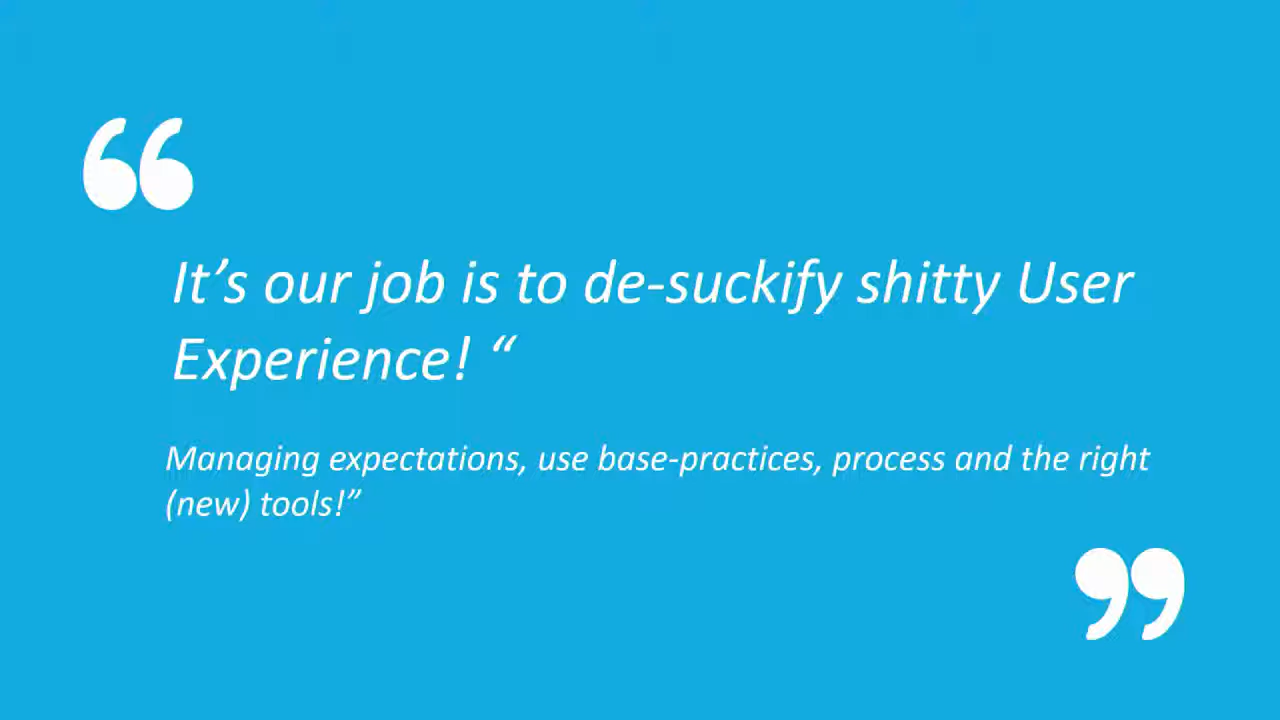 It’s our job is to de-suckify shitty User
Experience! “
Managing expectations, use base-practices, process and the right
(new) tools!”